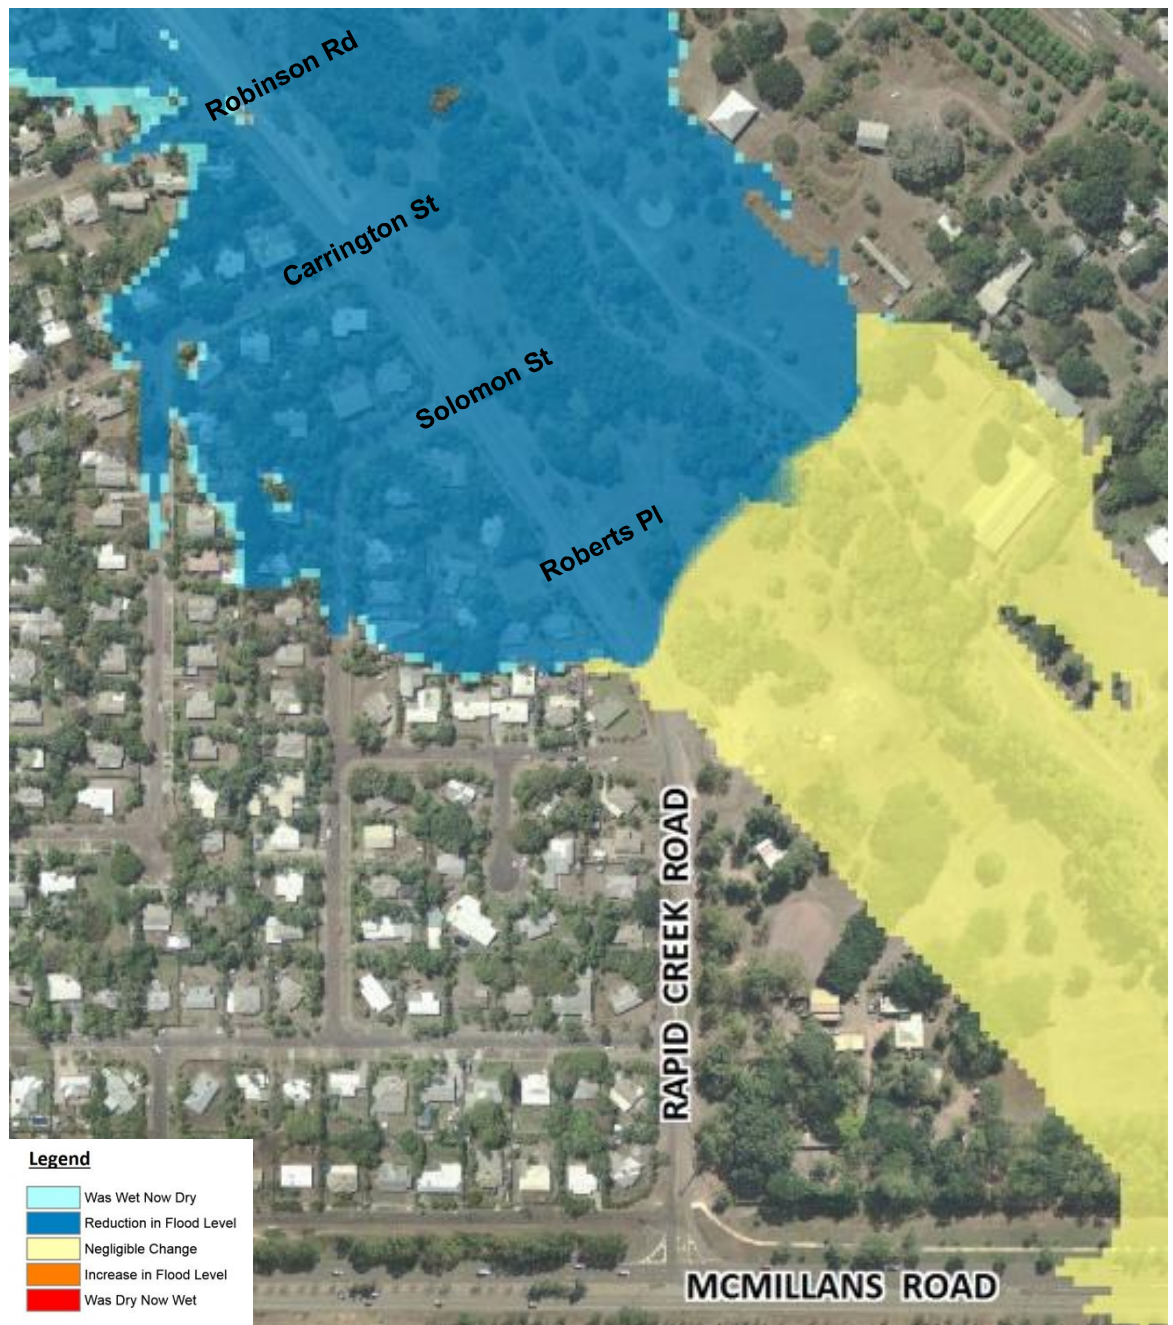 Robinson Rd
Carrington St
Solomon St
Roberts Pl
RAPID CREEK ROAD
MCMILLANS ROAD
Legend
Was Wet Now Dry
Reduction in Flood Level
Negligible Change
Increase in Flood Level
Was Dry Now Wet